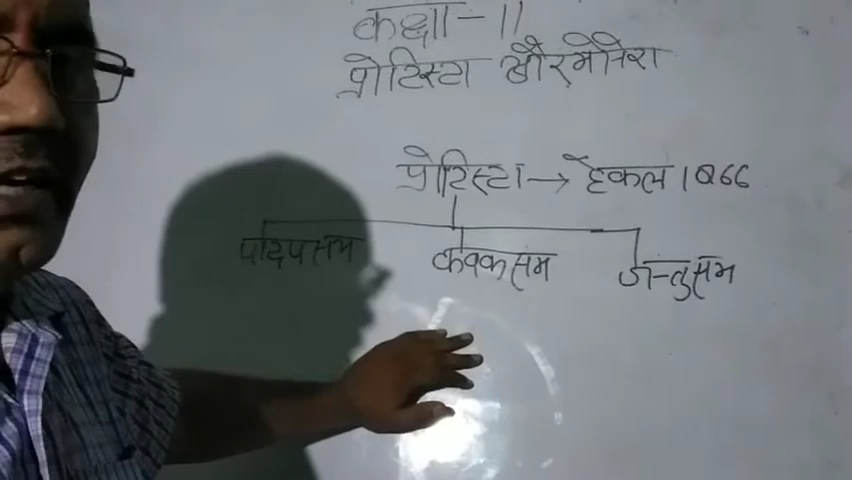 कक्षा - 11
प्रोटिस्टा और मोनेरा
प्रोटिस्टा → हेकल 1866
पादपसम कवकसम जन्तुसम